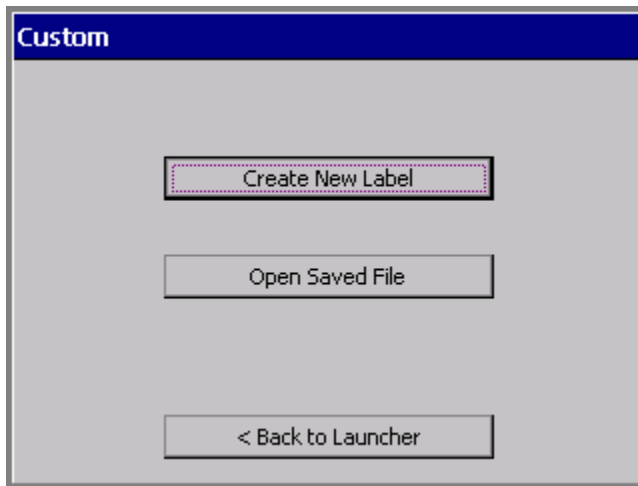 Custom
Create New Label
Open Saved File
< Back to Launcher